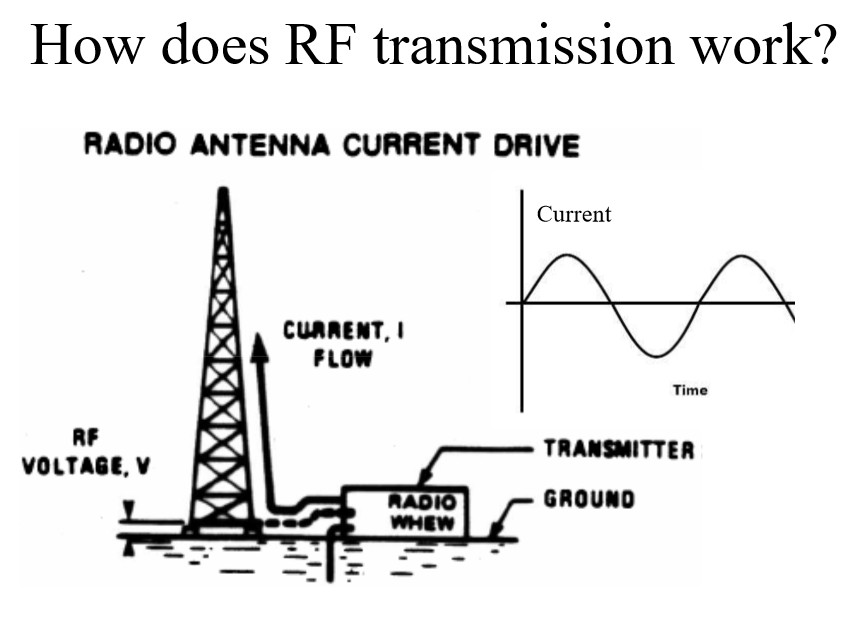 How does RF transmission work?
RADIO ANTENNA CURRENT DRIVE
Current
CURRENT, I
FLOW
Time
RF
VOLTAGE, V
TRANSMITTER
RADIO
WHEW
GROUND